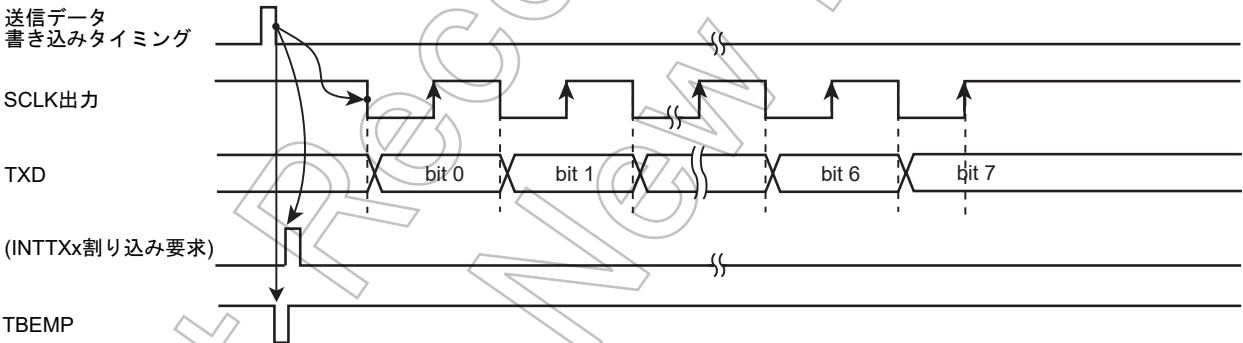 送信データ
書き込みタイミング
SCLK出力
TXD
bit 0
bit 1
bit 6
bit 7
(INTTXx割り込み要求)
TBEMP
New